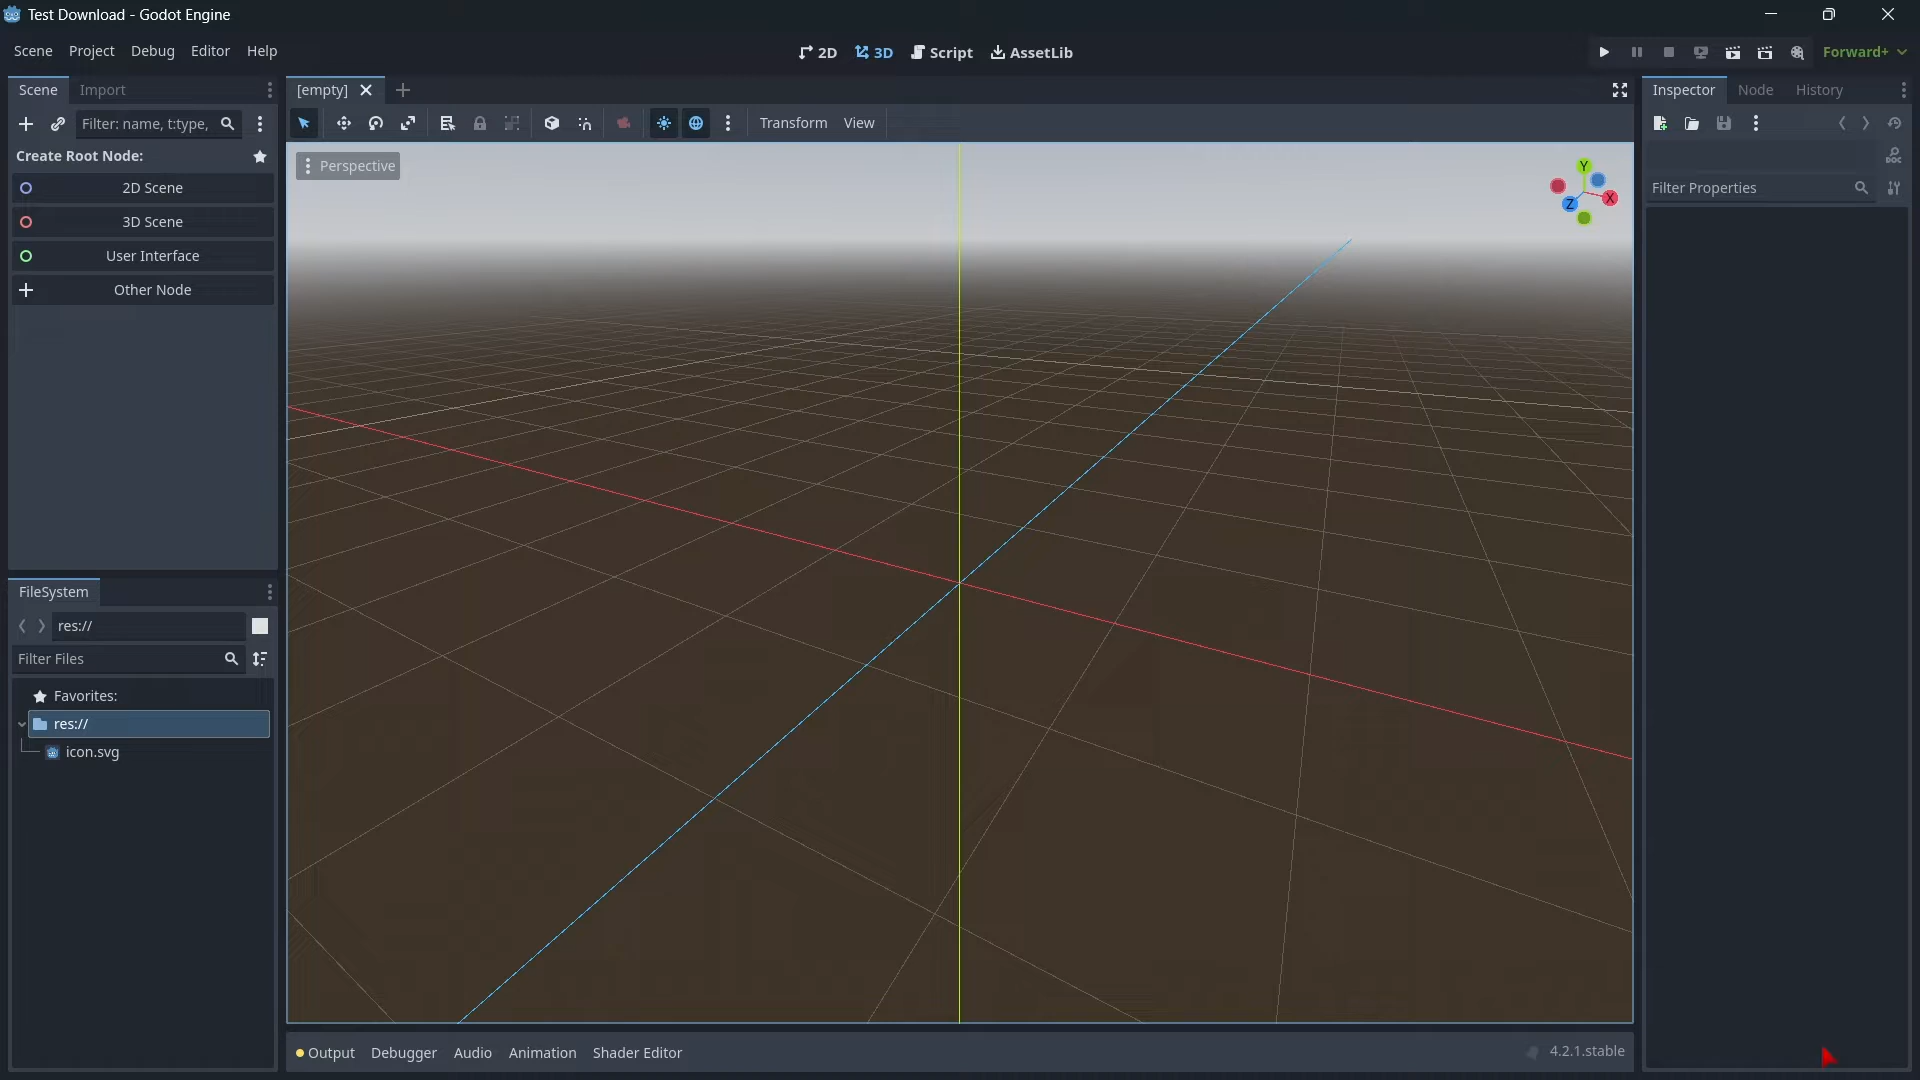 Test Download - Godot Engine
Scene Project Debug Editor Help
2D 3D Script AssetLib
Forward+
Scene Import
[empty]
Inspector Node History
Filter: name, t:type,
Transform View
Create Root Node:
DOC
Perspective
Y
X
Z
2D Scene
Filter Properties
3D Scene
User Interface
Other Node
FileSystem
res://
Filter Files
Favorites:
res://
icon.svg
Output Debugger Audio Animation Shader Editor
4.2.1.stable